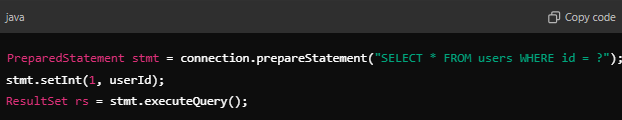 java
Copy code
PreparedStatement stmt = connection.prepareStatement("SELECT * FROM users WHERE id = ?");
stmt.setInt(1, userId);
ResultSet rs = stmt.executeQuery();